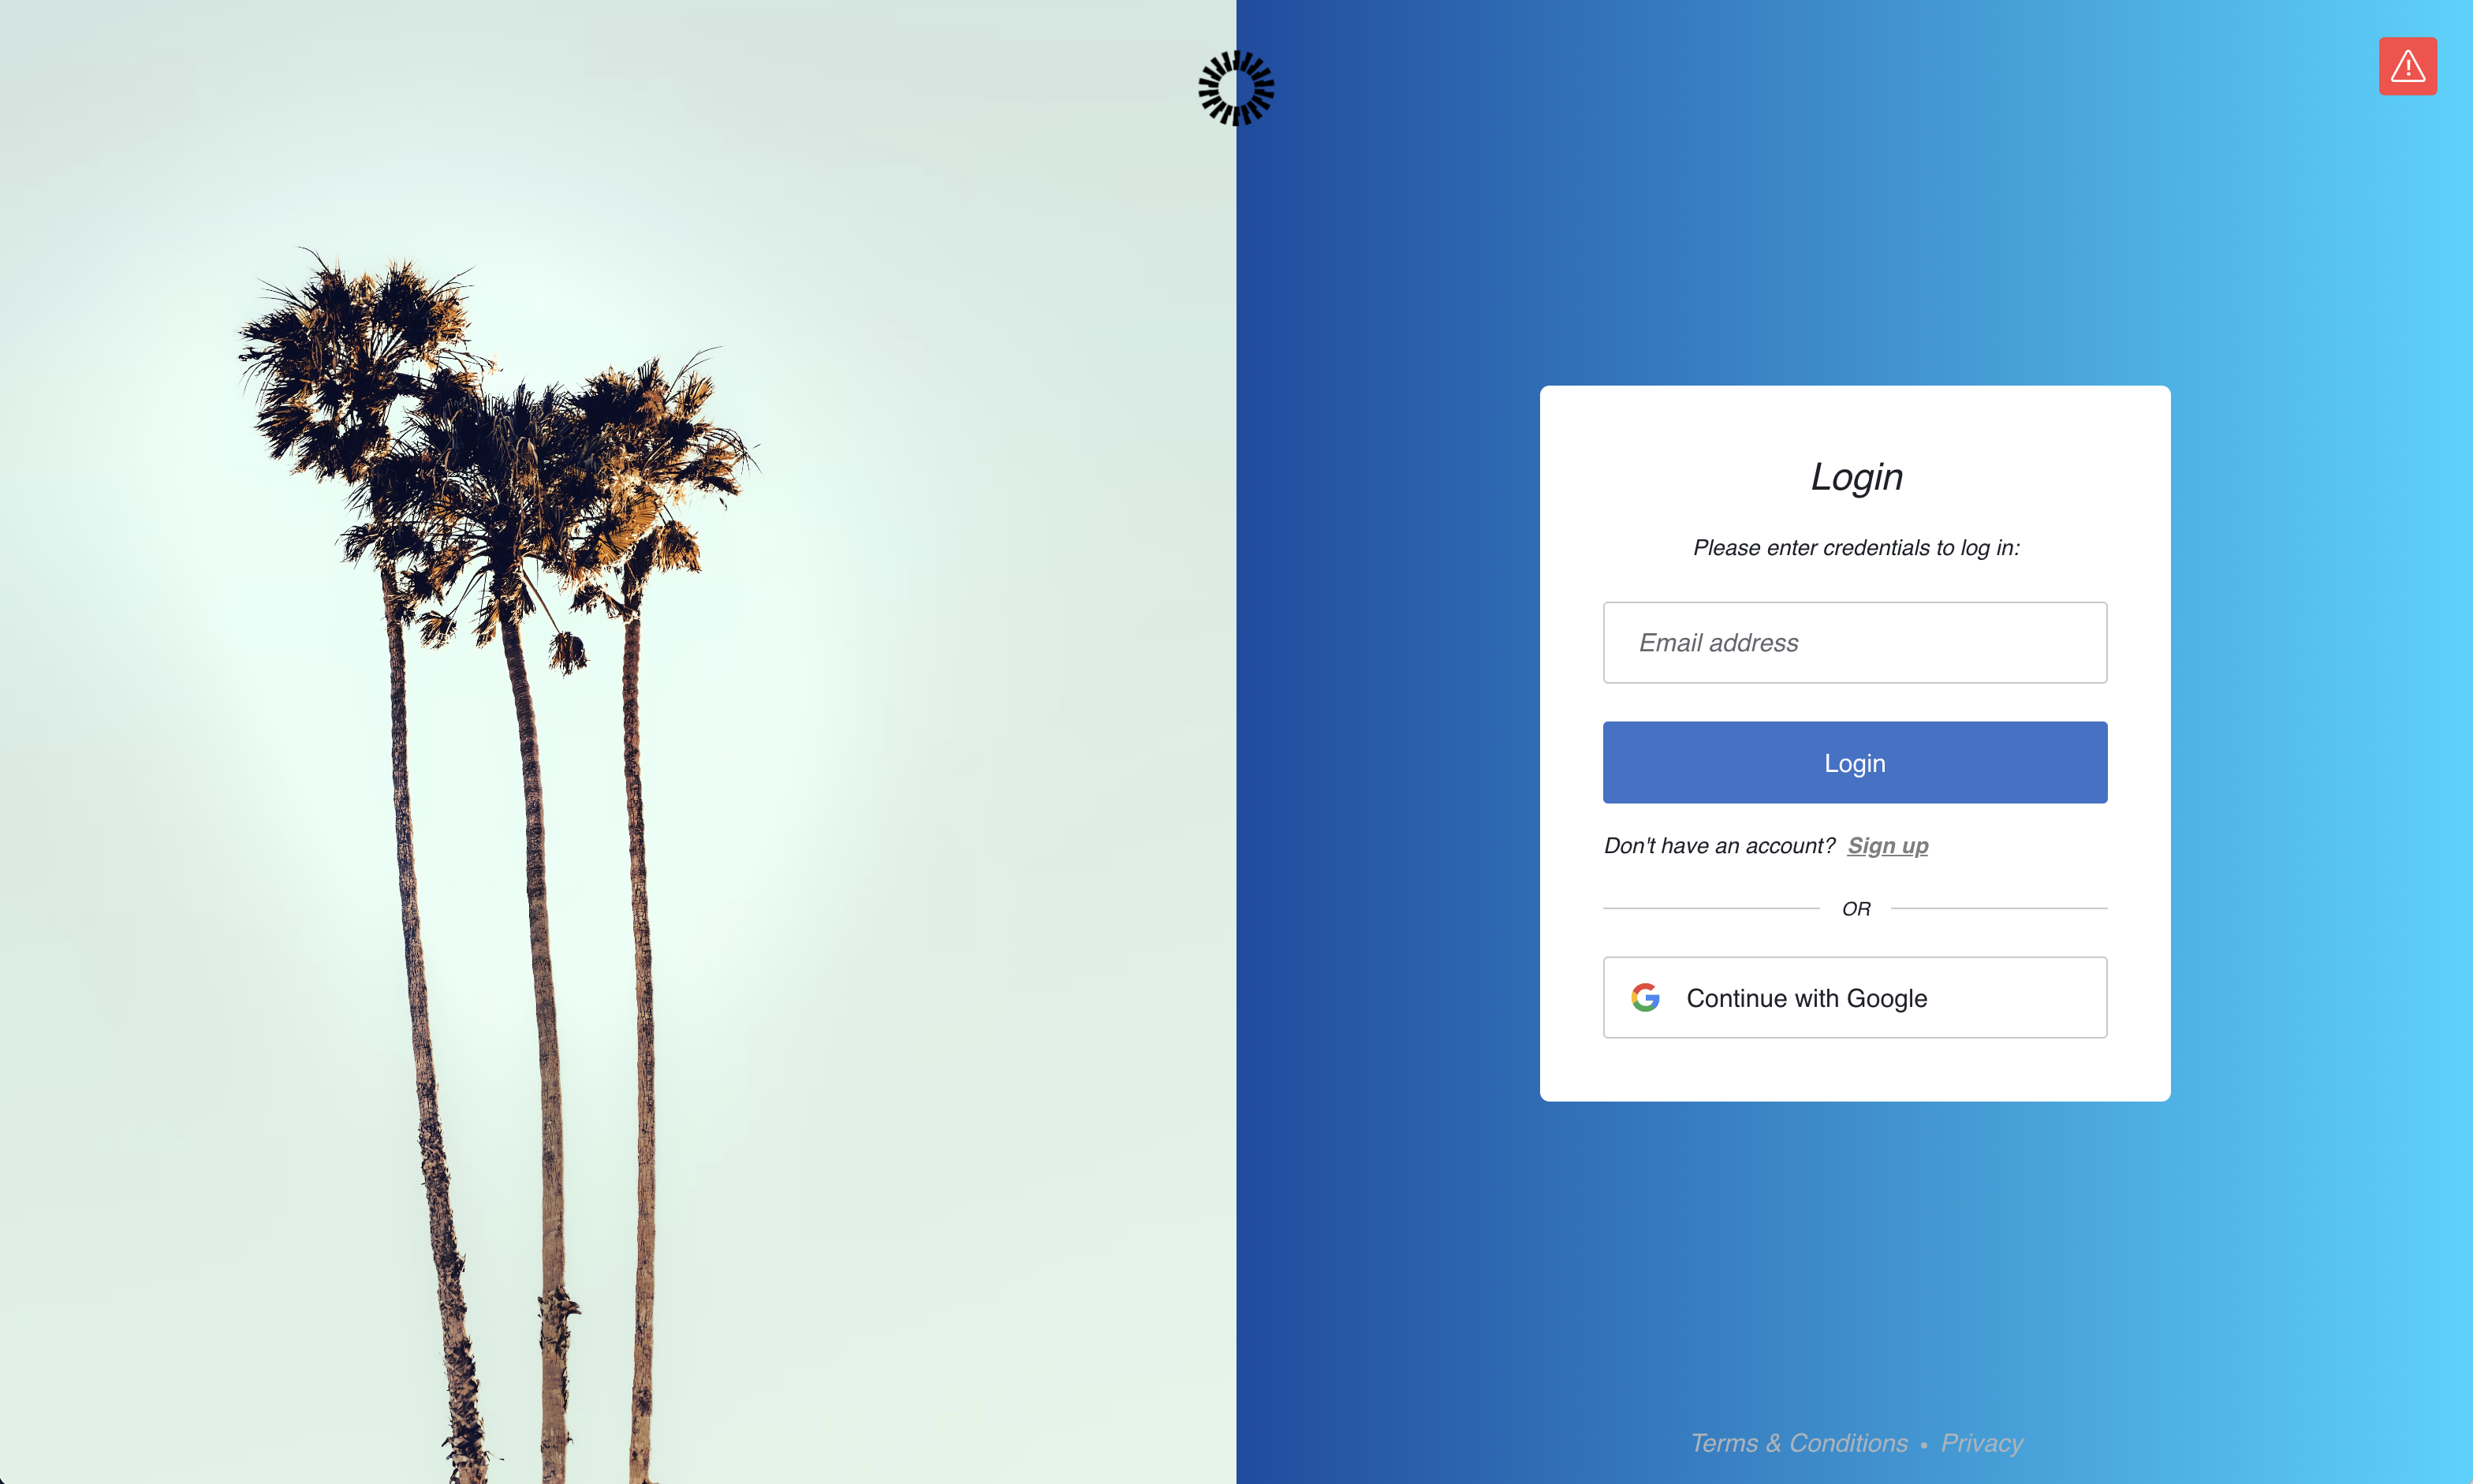 Login
Please enter credentials to log in:
Email address
Login
Don't have an account? Sign up
OR
Continue with Google
Terms & Conditions • Privacy